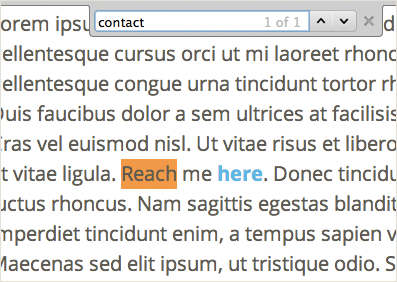 contact 1 of 1
orem ipsu
ellentesque cursus orci ut mi laoreet rhonc
ellentesque congue urna tincidunt tortor rh
Duis faucibus dolor a sem ultrices at facilisis
Cras vel euismod nisl. Ut vitae risus et libero
t vitae ligula. Reach me here. Donec tincidu
uctus rhoncus. Nam sagittis egestas blandit
mperdiet tincidunt enim, a tempus sapien v
Maecenas sed elit ipsum, ut tristique odio. S